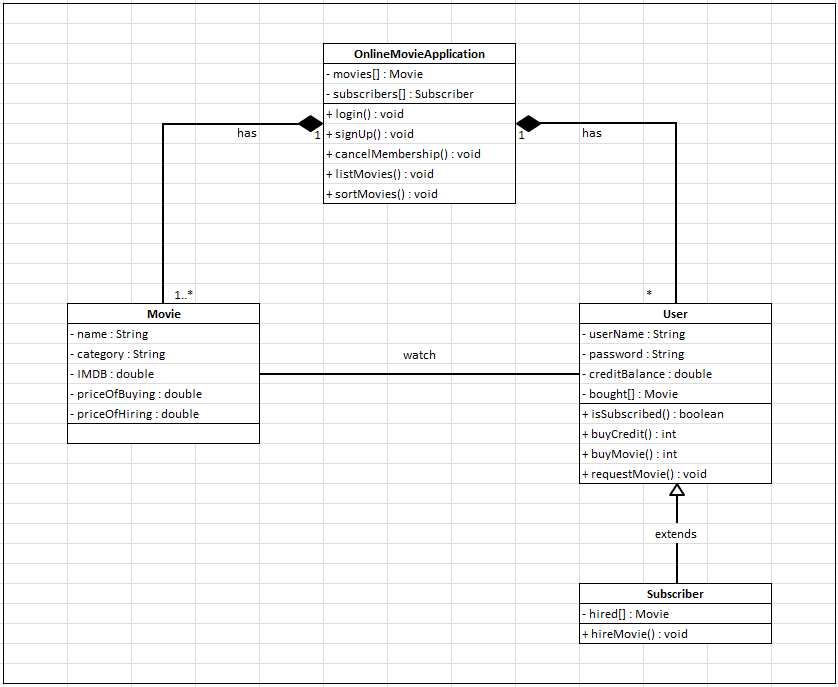 OnlineMovieApplication
- movies[] : Movie
- subscribers[] : Subscriber
+ login() : void
+ signUp() : void
+ cancelMembership() : void
+ listMovies() : void
+ sortMovies() : void
has
1
1
has
1..*
*
Movie
- name : String
- category : String
- IMDB : double
- priceOfBuying : double
- priceOfHiring : double
watch
User
- userName : String
- password : String
- creditBalance : double
- bought[] : Movie
+ isSubscribed() : boolean
+ buyCredit() : int
+ buyMovie() : int
+ requestMovie() : void
extends
Subscriber
- hired[] : Movie
+ hireMovie() : void